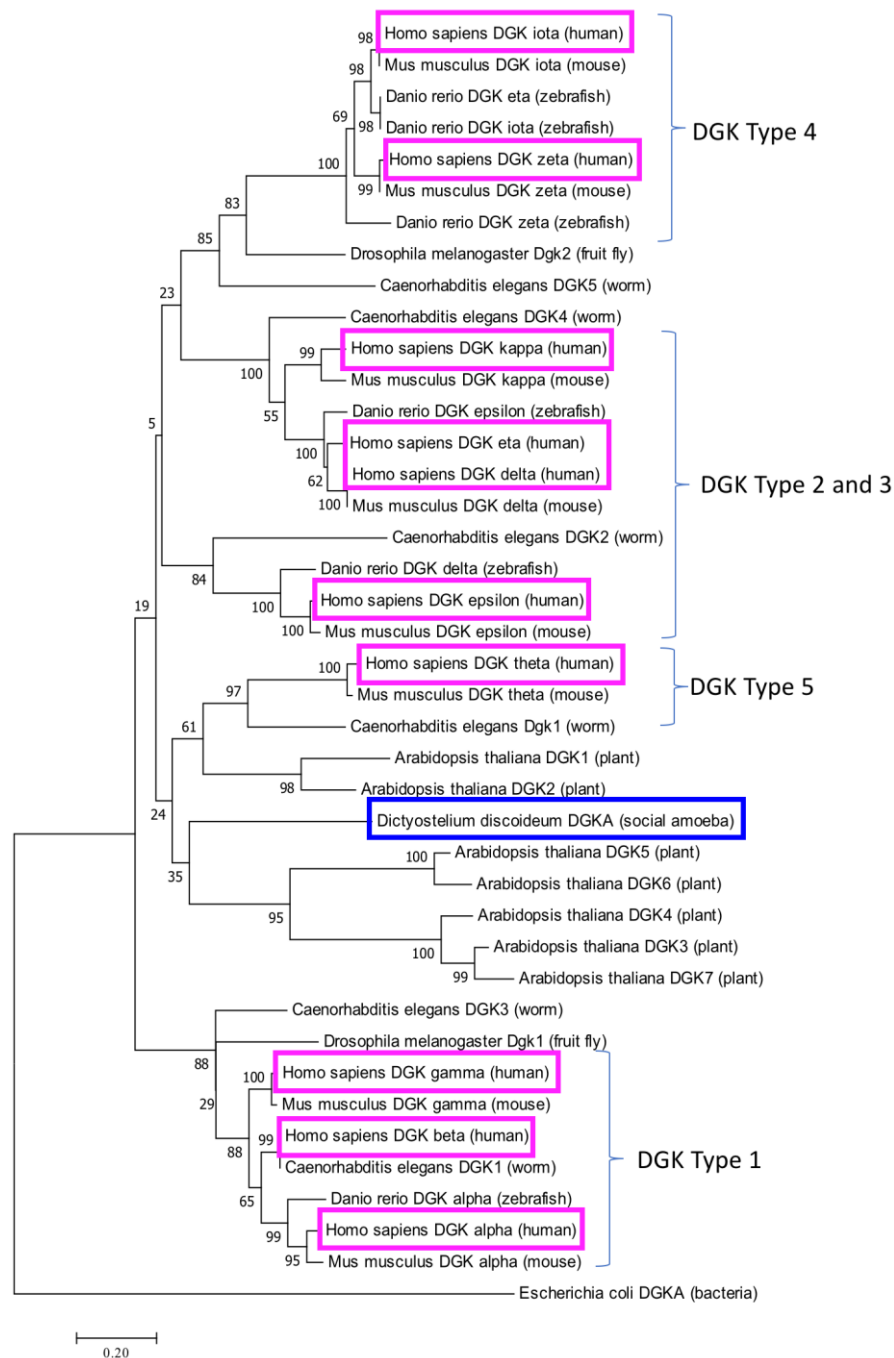 98
Homo sapiens DGK iota (human)
Mus musculus DGK iota (mouse)
98
Danio rerio DGK eta (zebrafish)
69
98
Danio rerio DGK iota (zebrafish)
DGK Type 4
Homo sapiens DGK zeta (human)
100
99
Mus musculus DGK zeta (mouse)
83
Danio rerio DGK zeta (zebrafish)
85
Drosophila melanogaster Dgk2 (fruit fly)
Caenorhabditis elegans DGK5 (worm)
23
Caenorhabditis elegans DGK4 (worm)
99
Homo sapiens DGK kappa (human)
100
Mus musculus DGK kappa (mouse)
55
Danio rerio DGK epsilon (zebrafish)
5
100
Homo sapiens DGK eta (human)
62
Homo sapiens DGK delta (human)
DGK Type 2 and 3
100
Mus musculus DGK delta (mouse)
Caenorhabditis elegans DGK2 (worm)
84
Danio rerio DGK delta (zebrafish)
100
Homo sapiens DGK epsilon (human)
19
100
Mus musculus DGK epsilon (mouse)
100
Homo sapiens DGK theta (human)
97
Mus musculus DGK theta (mouse)
DGK Type 5
61
Caenorhabditis elegans Dgk1 (worm)
Arabidopsis thaliana DGK1 (plant)
98
Arabidopsis thaliana DGK2 (plant)
24
Dictyostelium discoideum DGKA (social amoeba)
35
100
Arabidopsis thaliana DGK5 (plant)
Arabidopsis thaliana DGK6 (plant)
95
Arabidopsis thaliana DGK4 (plant)
100
Arabidopsis thaliana DGK3 (plant)
99
Arabidopsis thaliana DGK7 (plant)
Caenorhabditis elegans DGK3 (worm)
88
Drosophila melanogaster Dgk1 (fruit fly)
100
Homo sapiens DGK gamma (human)
29
Mus musculus DGK gamma (mouse)
88
99
Homo sapiens DGK beta (human)
DGK Type 1
Caenorhabditis elegans DGK1 (worm)
65
Danio rerio DGK alpha (zebrafish)
99
Homo sapiens DGK alpha (human)
95
Mus musculus DGK alpha (mouse)
Escherichia coli DGKA (bacteria)
0.20